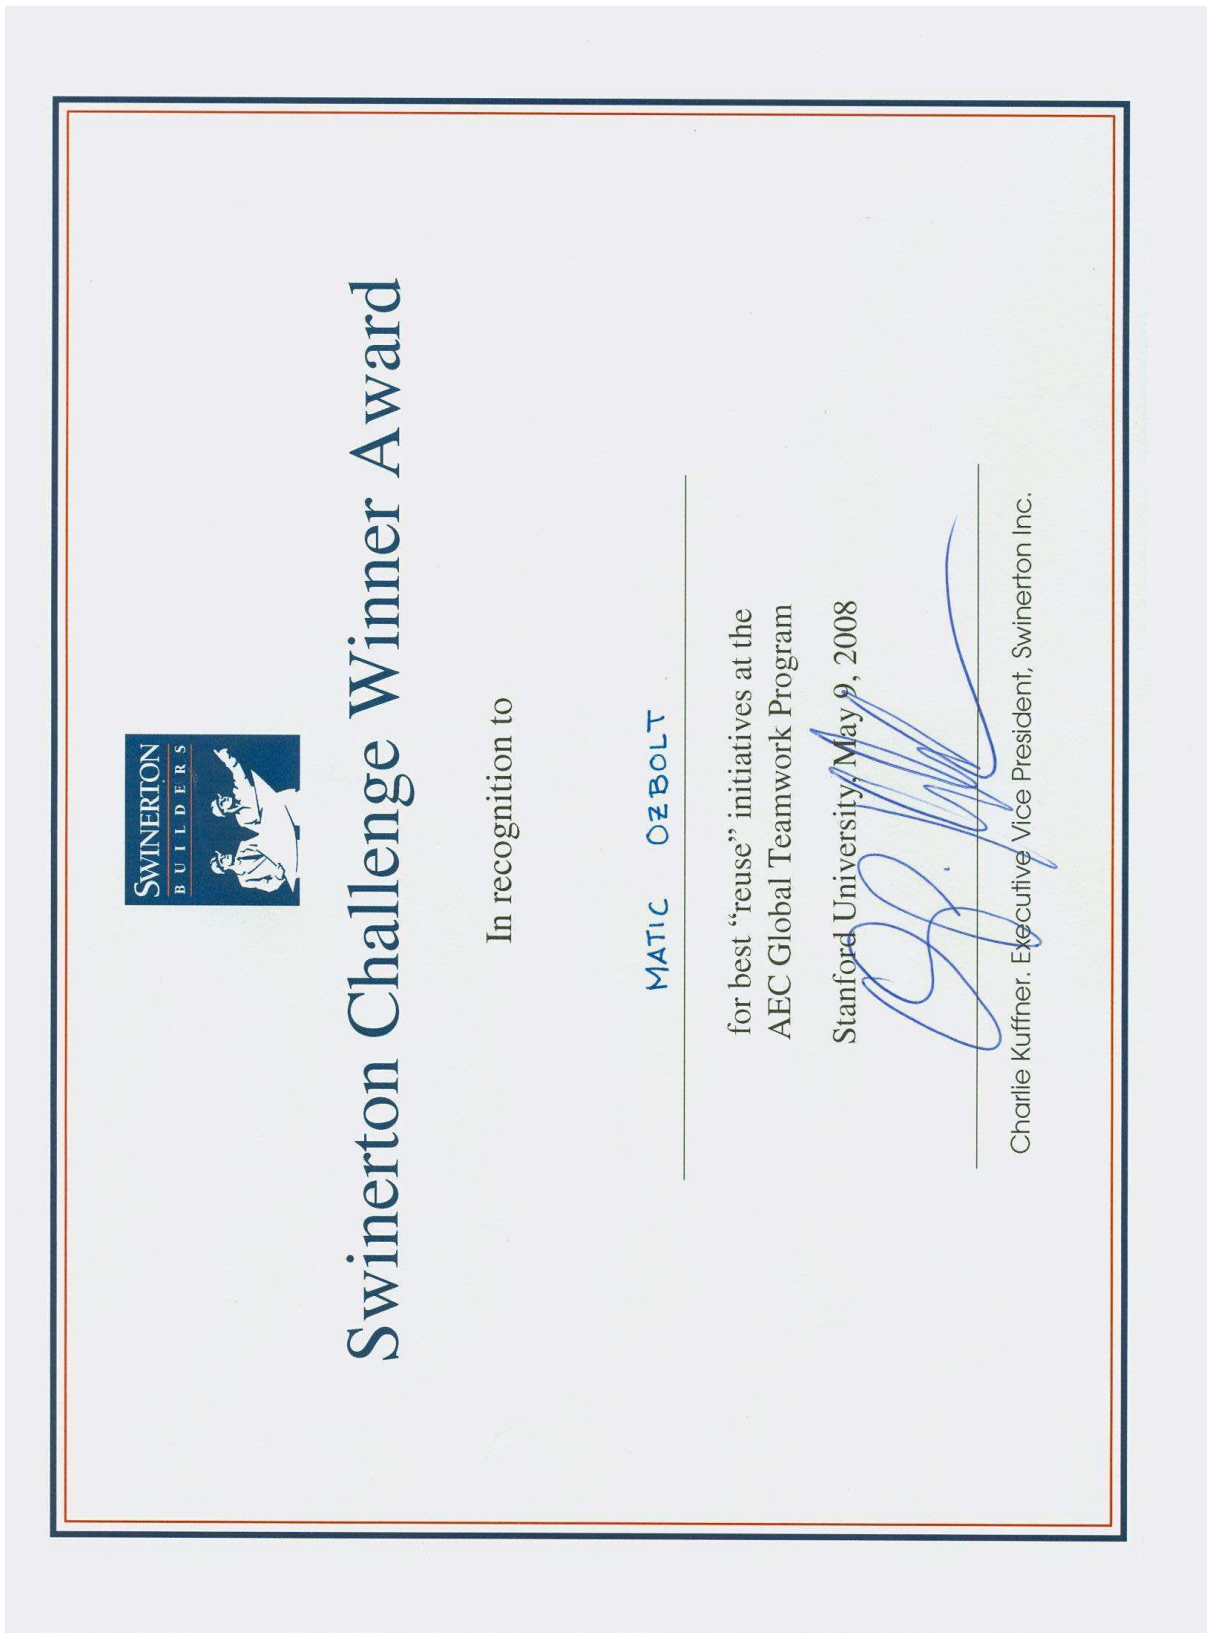 SWINERTON
BUILDERS
Swinerton Challenge Winner Award
In recognition to
MATIC OZBOLT
for best “reuse” initiatives at the
AEC Global Teamwork Program
Stanford University, May 9, 2008
Charlie Kuffner. Executive Vice President, Swinerton Inc.